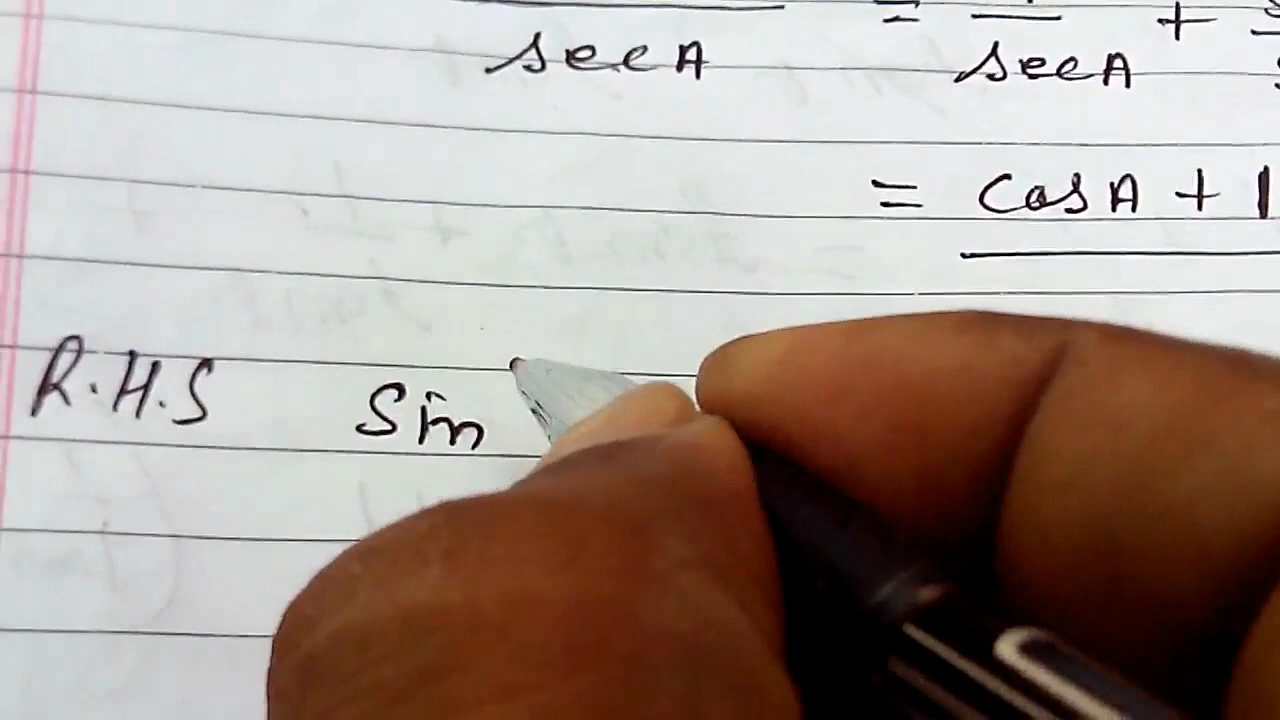 secA = secA +
= cosA + 1
R.H.S Sin